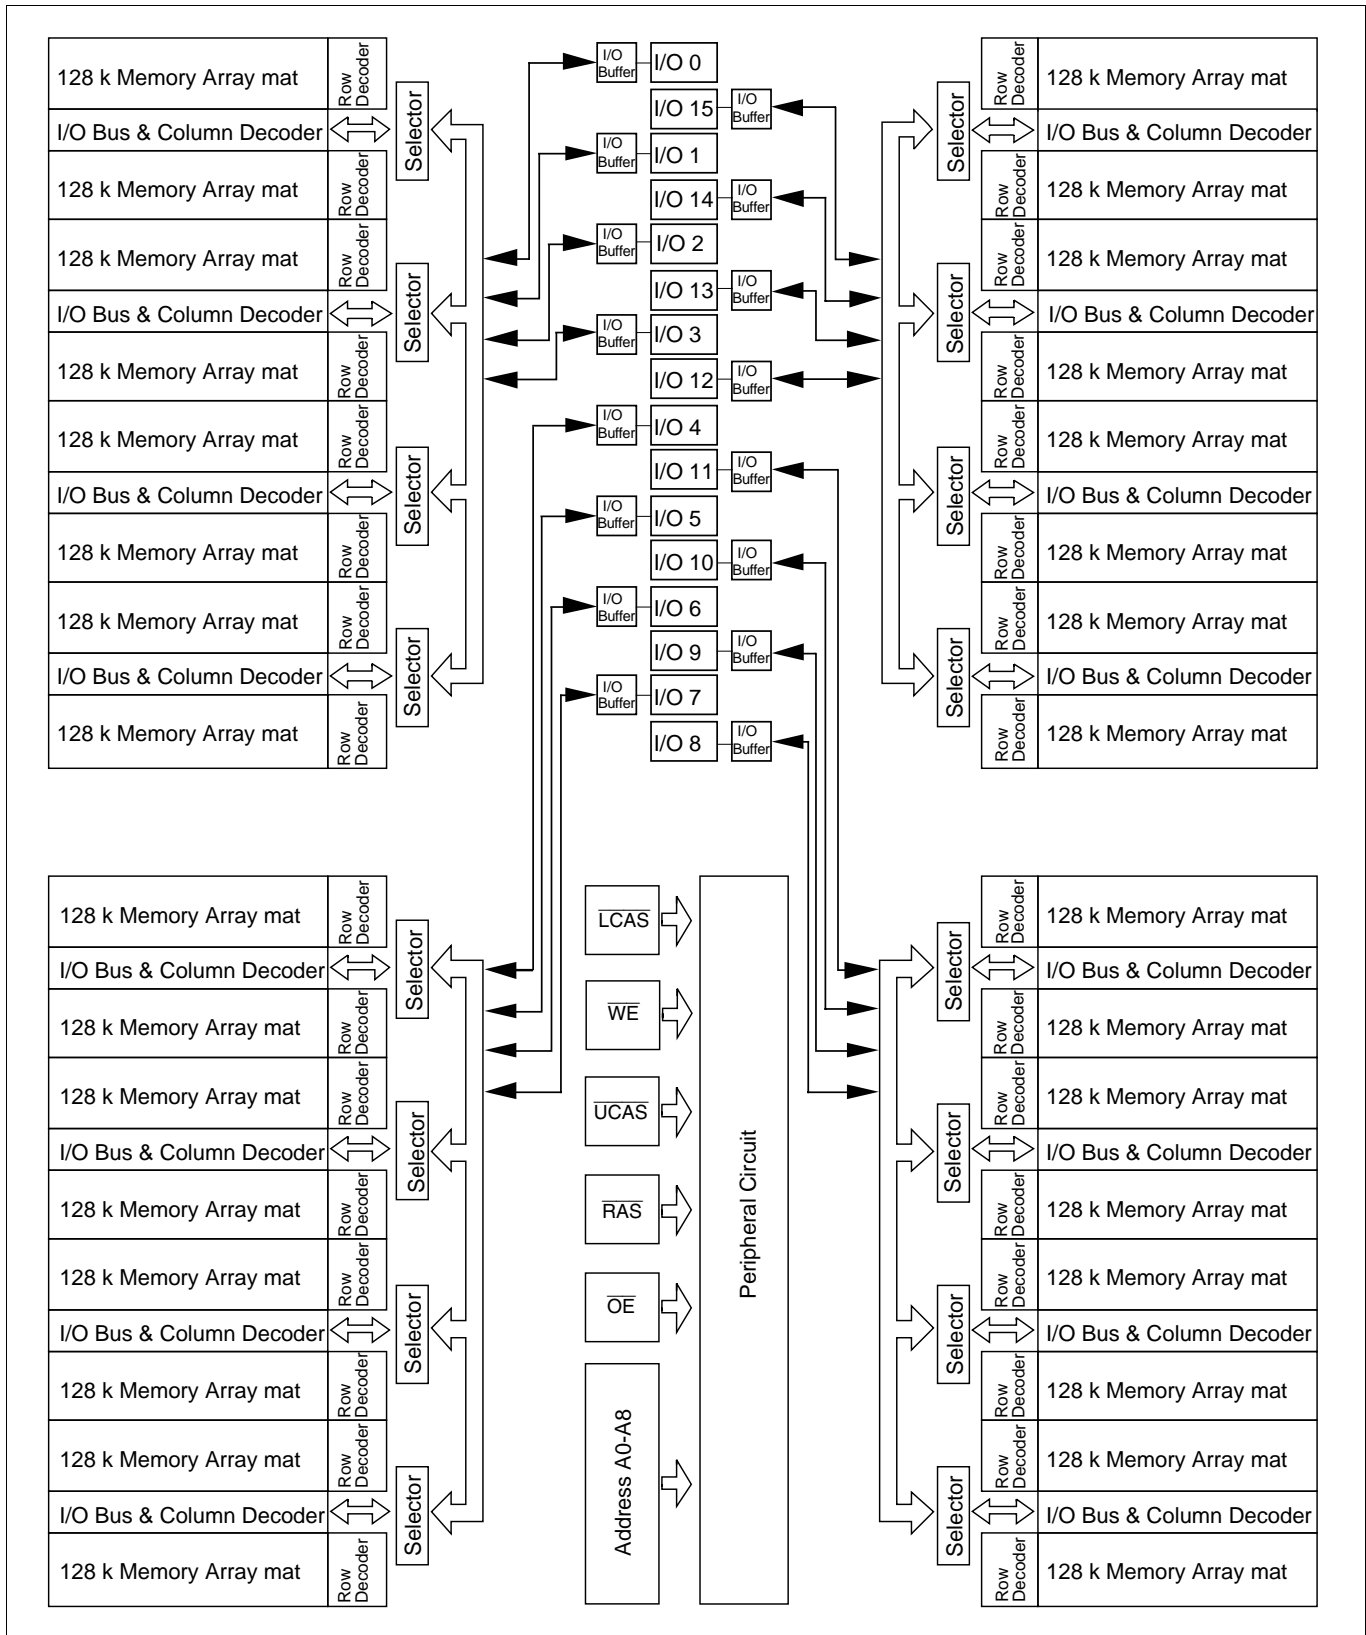 128 k Memory Array mat
Row Decoder
I/O Bus & Column Decoder
Selector
128 k Memory Array mat
Row Decoder
128 k Memory Array mat
Row Decoder
I/O Bus & Column Decoder
Selector
128 k Memory Array mat
Row Decoder
128 k Memory Array mat
Row Decoder
I/O Bus & Column Decoder
Selector
128 k Memory Array mat
Row Decoder
128 k Memory Array mat
Row Decoder
I/O Bus & Column Decoder
Selector
128 k Memory Array mat
Row Decoder
I/O Buffer
I/O 0
I/O 15
I/O Buffer
I/O Buffer
I/O 1
I/O 14
I/O Buffer
I/O Buffer
I/O 2
I/O 13
I/O Buffer
I/O Buffer
I/O 3
I/O 12
I/O Buffer
I/O Buffer
I/O 4
I/O 11
I/O Buffer
I/O Buffer
I/O 5
I/O 10
I/O Buffer
I/O Buffer
I/O 6
I/O 9
I/O Buffer
I/O Buffer
I/O 7
I/O 8
I/O Buffer
Row Decoder
128 k Memory Array mat
Selector
I/O Bus & Column Decoder
Row Decoder
128 k Memory Array mat
Row Decoder
128 k Memory Array mat
Selector
I/O Bus & Column Decoder
Row Decoder
128 k Memory Array mat
Row Decoder
128 k Memory Array mat
Selector
I/O Bus & Column Decoder
Row Decoder
128 k Memory Array mat
Row Decoder
128 k Memory Array mat
Selector
I/O Bus & Column Decoder
Row Decoder
128 k Memory Array mat
128 k Memory Array mat
Row Decoder
I/O Bus & Column Decoder
Selector
128 k Memory Array mat
Row Decoder
128 k Memory Array mat
Row Decoder
I/O Bus & Column Decoder
Selector
128 k Memory Array mat
Row Decoder
128 k Memory Array mat
Row Decoder
I/O Bus & Column Decoder
Selector
128 k Memory Array mat
Row Decoder
128 k Memory Array mat
Row Decoder
I/O Bus & Column Decoder
Selector
128 k Memory Array mat
Row Decoder
LCAS
WE
UCAS
RAS
OE
Address A0-A8
Peripheral Circuit
Row Decoder
128 k Memory Array mat
Selector
I/O Bus & Column Decoder
Row Decoder
128 k Memory Array mat
Row Decoder
128 k Memory Array mat
Selector
I/O Bus & Column Decoder
Row Decoder
128 k Memory Array mat
Row Decoder
128 k Memory Array mat
Selector
I/O Bus & Column Decoder
Row Decoder
128 k Memory Array mat
Row Decoder
128 k Memory Array mat
Selector
I/O Bus & Column Decoder
Row Decoder
128 k Memory Array mat